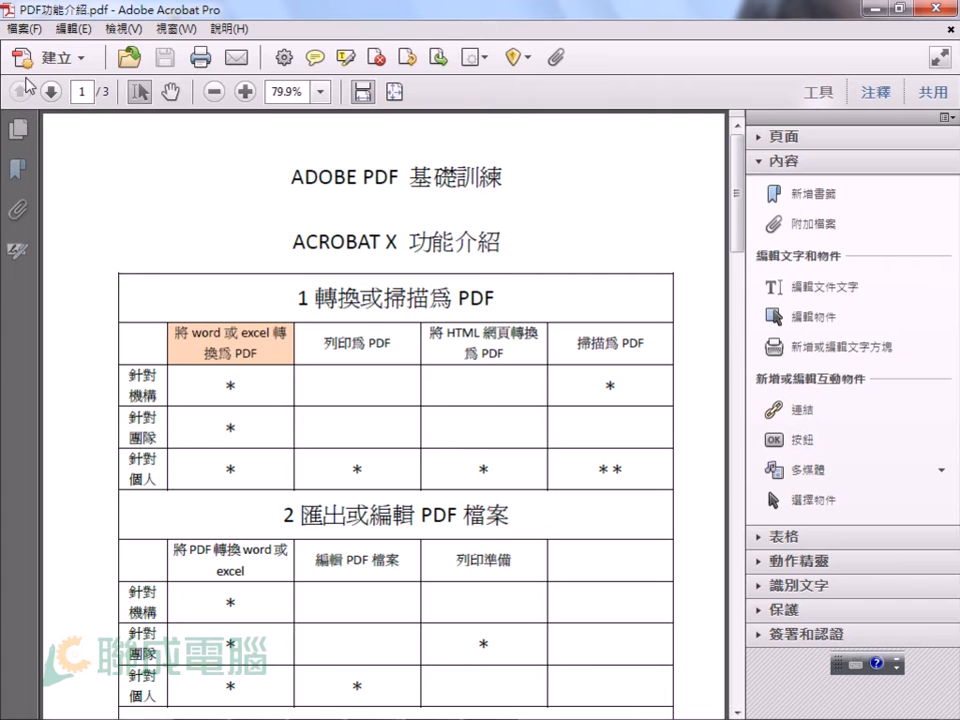 PDF功能介紹.pdf - Adobe Acrobat Pro
檔案(F) 編輯(E) 檢視(V) 視窗(W) 說明(H)
建立
1 / 3 79.9% 工具 注釋 共用
ADOBE PDF 基礎訓練
ACROBAT X 功能介紹
1 轉換或掃描為 PDF
將 word 或 excel 轉換為 PDF 列印為 PDF 將 HTML 網頁轉換為 PDF 掃描為 PDF
針對機構 * *
針對團隊 *
針對個人 * * * **
2 匯出或編輯 PDF 檔案
將 PDF 轉換 word 或 excel 編輯 PDF 檔案 列印準備
針對機構 *
針對團隊 * *
針對個人 * *
聯成電腦
頁面
內容
新增書籤
附加檔案
編輯文字和物件
編輯文件文字
編輯物件
新增或編輯文字方塊
新增或編輯互動物件
連結
OK 按鈕
多媒體
選擇物件
表格
動作精靈
識別文字
保護
簽署和認證